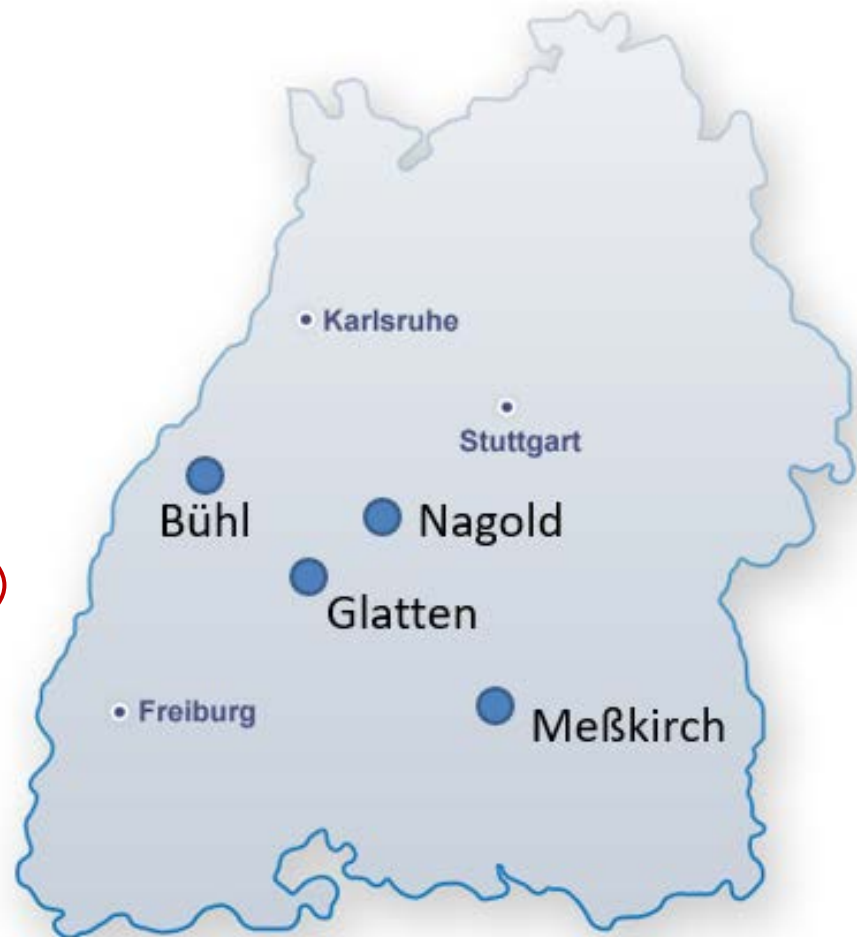 Karlsruhe
Stuttgart
Bühl
Nagold
)
Glatten
Freiburg
Meßkirch